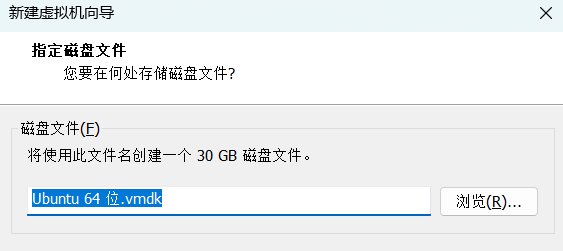 新建虚拟机向导
指定磁盘文件
您要在何处存储磁盘文件?
磁盘文件(F)
将使用此文件名创建一个 30 GB 磁盘文件。
Ubuntu 64 位.vmdk
浏览(R)...